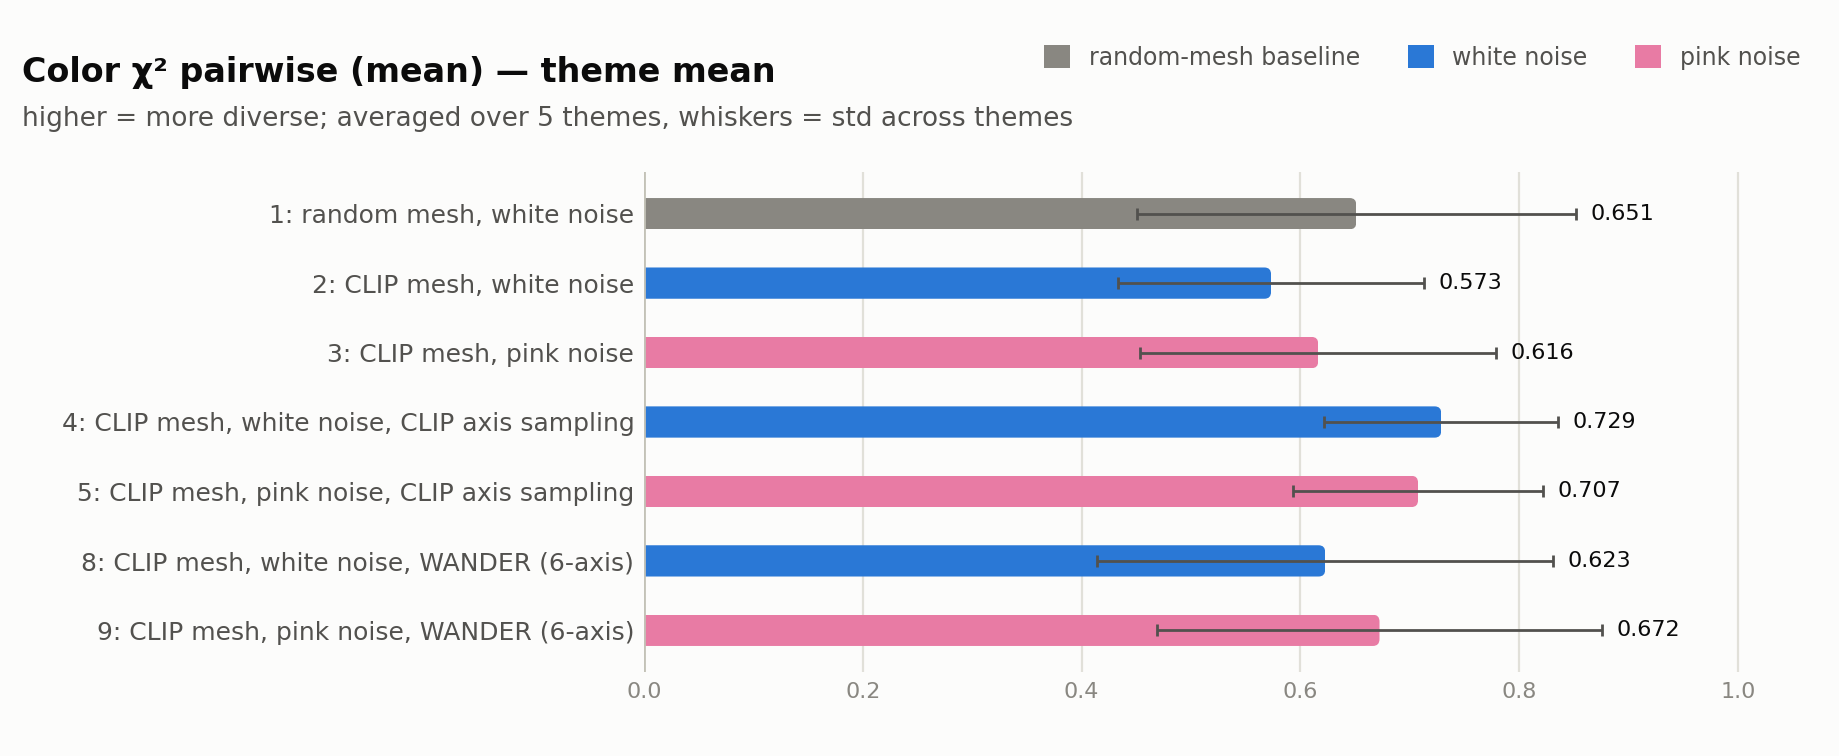 Color χ² pairwise (mean) — theme mean
higher = more diverse; averaged over 5 themes, whiskers = std across themes
random-mesh baseline
white noise
pink noise
1: random mesh, white noise
0.651
2: CLIP mesh, white noise
0.573
3: CLIP mesh, pink noise
0.616
4: CLIP mesh, white noise, CLIP axis sampling
0.729
5: CLIP mesh, pink noise, CLIP axis sampling
0.707
8: CLIP mesh, white noise, WANDER (6-axis)
0.623
9: CLIP mesh, pink noise, WANDER (6-axis)
0.672
0.0 0.2 0.4 0.6 0.8 1.0